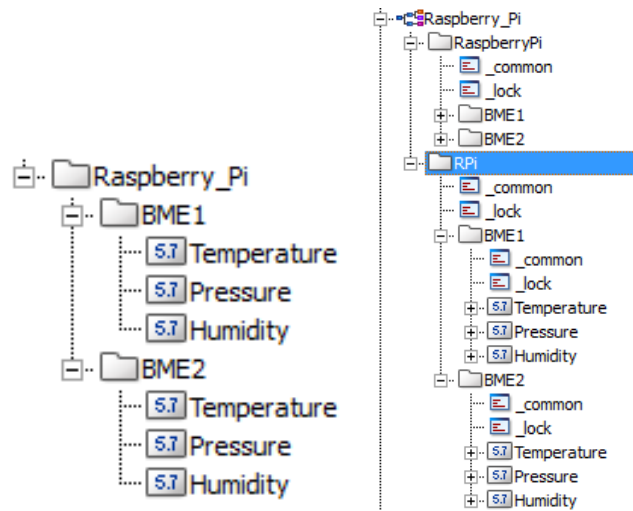 Raspberry_Pi
BME1
5.7 Temperature
5.7 Pressure
5.7 Humidity
BME2
5.7 Temperature
5.7 Pressure
5.7 Humidity
Raspberry_Pi
RaspberryPi
_common
_lock
BME1
BME2
RPi
_common
_lock
BME1
_common
_lock
5.7 Temperature
5.7 Pressure
5.7 Humidity
BME2
_common
_lock
5.7 Temperature
5.7 Pressure
5.7 Humidity